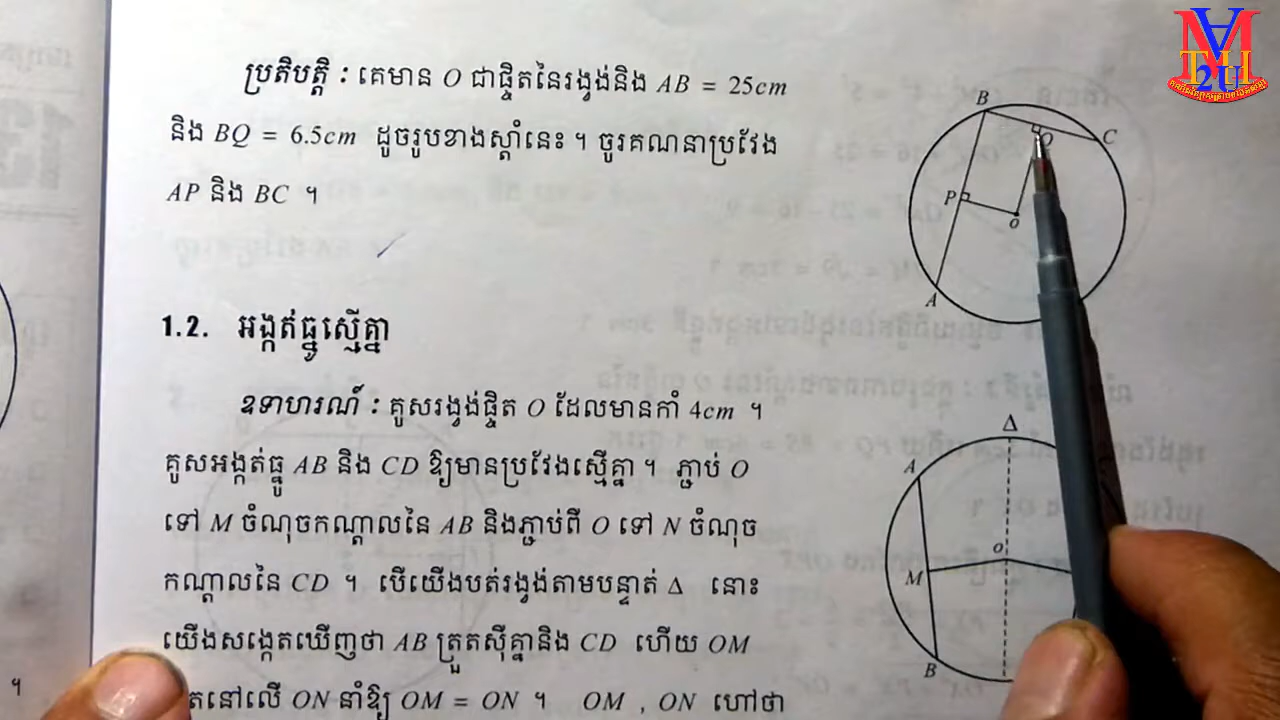 ប្រតិបត្តិ : គេមាន O ជាផ្ចិតនៃរង្វង់និង AB = 25cm
និង BQ = 6.5cm ដូចរូបខាងស្តាំនេះ ។ ចូរគណនាប្រវែង
AP និង BC ។
B
Q
C
P
o
A
1.2. អង្កត់ធ្នូស្មើគ្នា
ឧទាហរណ៍ : គូសរង្វង់ផ្ចិត O ដែលមានកាំ 4cm ។
គូសអង្កត់ធ្នូ AB និង CD ឱ្យមានប្រវែងស្មើគ្នា ។ ភ្ជាប់ O
ទៅ M ចំណុចកណ្តាលនៃ AB និងភ្ជាប់ពី O ទៅ N ចំណុច
កណ្តាលនៃ CD ។ បើយើងបត់រង្វង់តាមបន្ទាត់ Δ នោះ
យើងសង្កេតឃើញថា AB ត្រួតស៊ីគ្នានិង CD ហើយ OM
តនៅលើ ON នាំឱ្យ OM = ON ។ OM , ON ហៅថា
Δ
A
o
M
B
។
MATH
2U